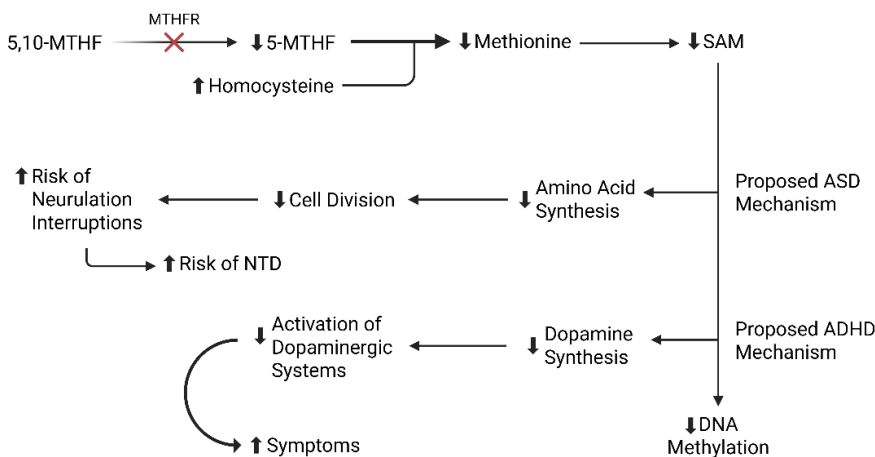 MTHFR
5,10-MTHF
5-MTHF
Methionine
SAM
Homocysteine
Risk of
Neurulation
Interruptions
Cell Division
Amino Acid
Synthesis
Proposed ASD
Mechanism
Risk of NTD
Activation of
Dopaminergic
Systems
Dopamine
Synthesis
Proposed ADHD
Mechanism
Symptoms
DNA
Methylation